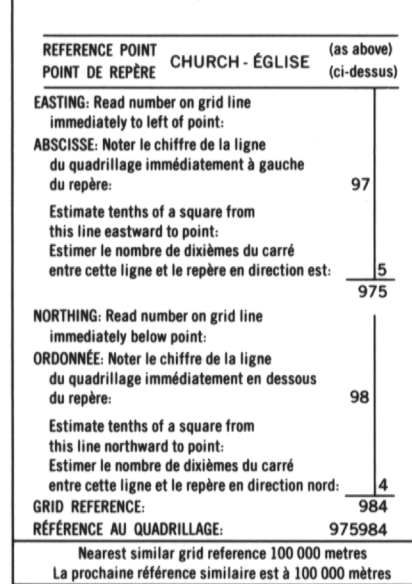 REFERENCE POINT CHURCH - ÉGLISE (as above)
POINT DE REPÈRE (ci-dessus)
EASTING: Read number on grid line
immediately to left of point:
ABSCISSE: Noter le chiffre de la ligne
du quadrillage immédiatement à gauche
du repère: 97
Estimate tenths of a square from
this line eastward to point:
Estimer le nombre de dixièmes du carré
entre cette ligne et le repère en direction est: 5
975
NORTHING: Read number on grid line
immediately below point:
ORDONNÉE: Noter le chiffre de la ligne
du quadrillage immédiatement en dessous
du repère: 98
Estimate tenths of a square from
this line northward to point:
Estimer le nombre de dixièmes du carré
entre cette ligne et le repère en direction nord: 4
GRID REFERENCE: 984
RÉFÉRENCE AU QUADRILLAGE: 975984
Nearest similar grid reference 100 000 metres
La prochaine référence similaire est à 100 000 mètres